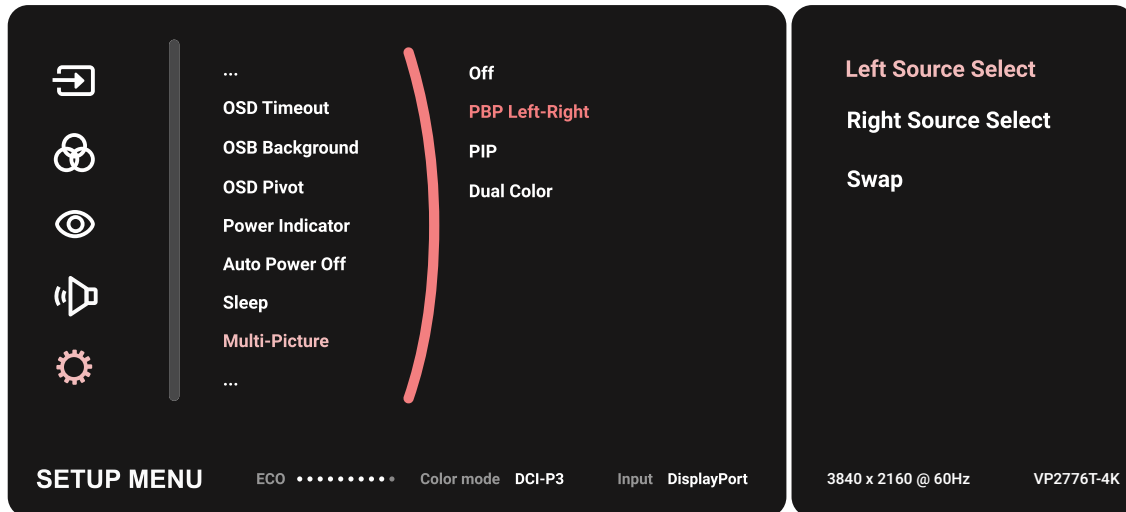 ...
OSD Timeout
OSB Background
OSD Pivot
Power Indicator
Auto Power Off
Sleep
Multi-Picture
...
Off
PBP Left-Right
PIP
Dual Color
Left Source Select
Right Source Select
Swap
SETUP MENU ECO Color mode DCI-P3 Input DisplayPort
3840 x 2160 @ 60Hz VP2776T-4K